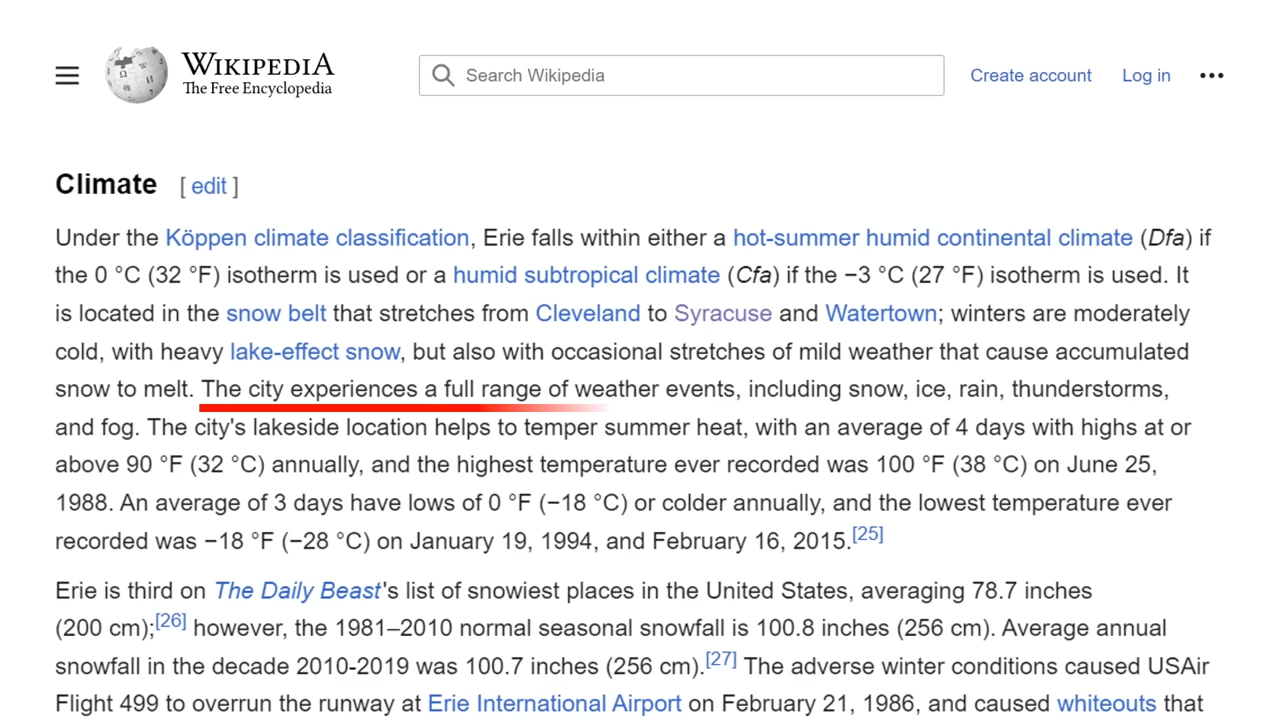 WIKIPEDIA
The Free Encyclopedia
Search Wikipedia
Create account
Log in
Climate [ edit ]
Under the Köppen climate classification, Erie falls within either a hot-summer humid continental climate (Dfa) if
the 0 °C (32 °F) isotherm is used or a humid subtropical climate (Cfa) if the −3 °C (27 °F) isotherm is used. It
is located in the snow belt that stretches from Cleveland to Syracuse and Watertown; winters are moderately
cold, with heavy lake-effect snow, but also with occasional stretches of mild weather that cause accumulated
snow to melt. The city experiences a full range of weather events, including snow, ice, rain, thunderstorms,
and fog. The city's lakeside location helps to temper summer heat, with an average of 4 days with highs at or
above 90 °F (32 °C) annually, and the highest temperature ever recorded was 100 °F (38 °C) on June 25,
1988. An average of 3 days have lows of 0 °F (−18 °C) or colder annually, and the lowest temperature ever
recorded was −18 °F (−28 °C) on January 19, 1994, and February 16, 2015.[25]
Erie is third on The Daily Beast's list of snowiest places in the United States, averaging 78.7 inches
(200 cm);[26] however, the 1981–2010 normal seasonal snowfall is 100.8 inches (256 cm). Average annual
snowfall in the decade 2010-2019 was 100.7 inches (256 cm).[27] The adverse winter conditions caused USAir
Flight 499 to overrun the runway at Erie International Airport on February 21, 1986, and caused whiteouts that